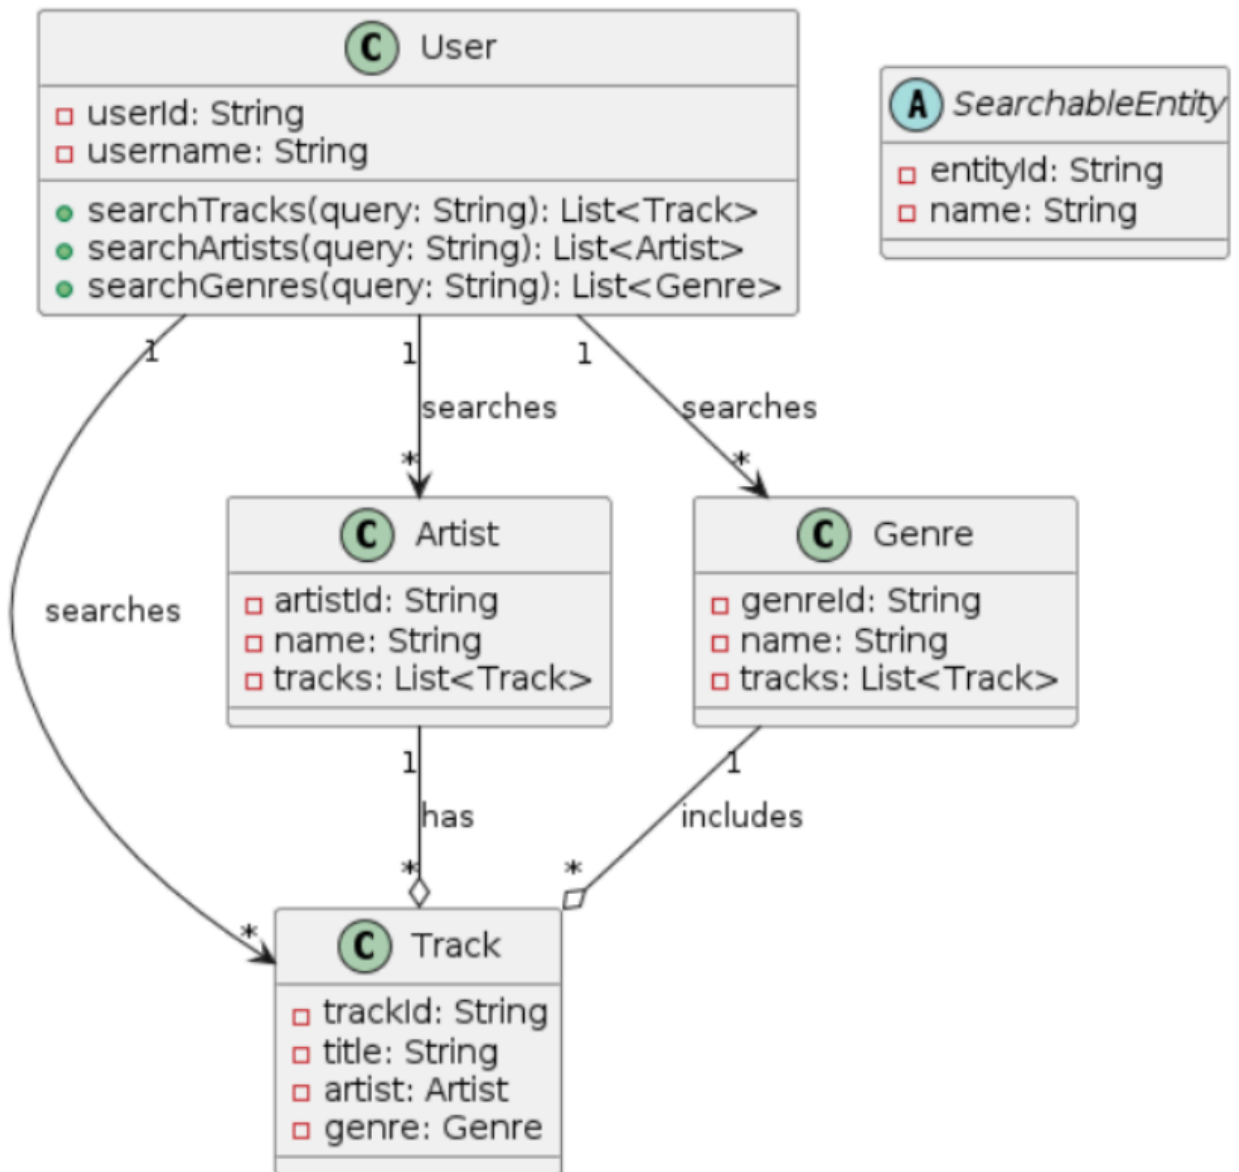 C User
userId: String
username: String
searchTracks(query: String): List<Track>
searchArtists(query: String): List<Artist>
searchGenres(query: String): List<Genre>
A SearchableEntity
entityId: String
name: String
1
1
1
searches
searches
*
*
C Artist
artistId: String
name: String
tracks: List<Track>
C Genre
genreId: String
name: String
tracks: List<Track>
searches
1
1
has
includes
*
*
*
C Track
trackId: String
title: String
artist: Artist
genre: Genre